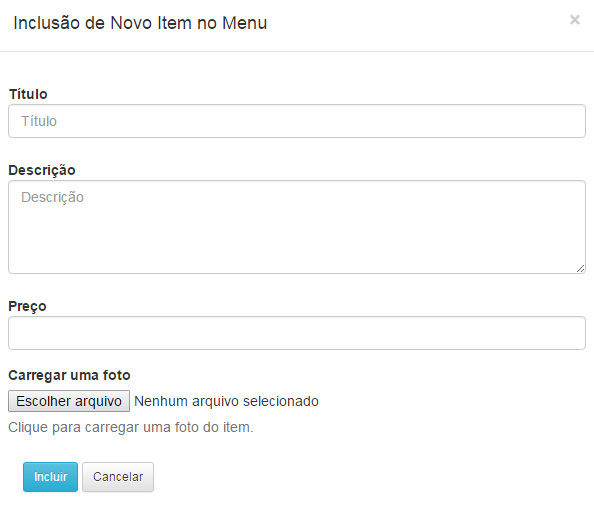 Inclusão de Novo Item no Menu ×
Título
Título
Descrição
Descrição
Preço
Carregar uma foto
Escolher arquivo Nenhum arquivo selecionado
Clique para carregar uma foto do item.
Incluir Cancelar